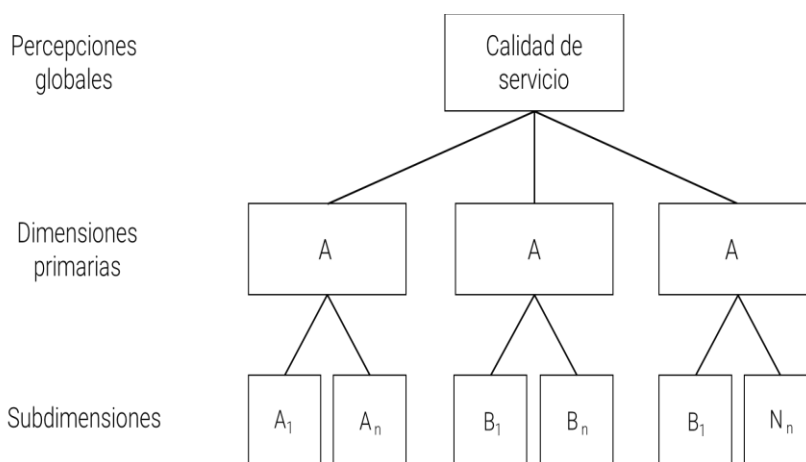 Percepciones
globales
Calidad de
servicio
Dimensiones
primarias
A
A
A
Subdimensiones
A₁
Aₙ
B₁
Bₙ
B₁
Nₙ